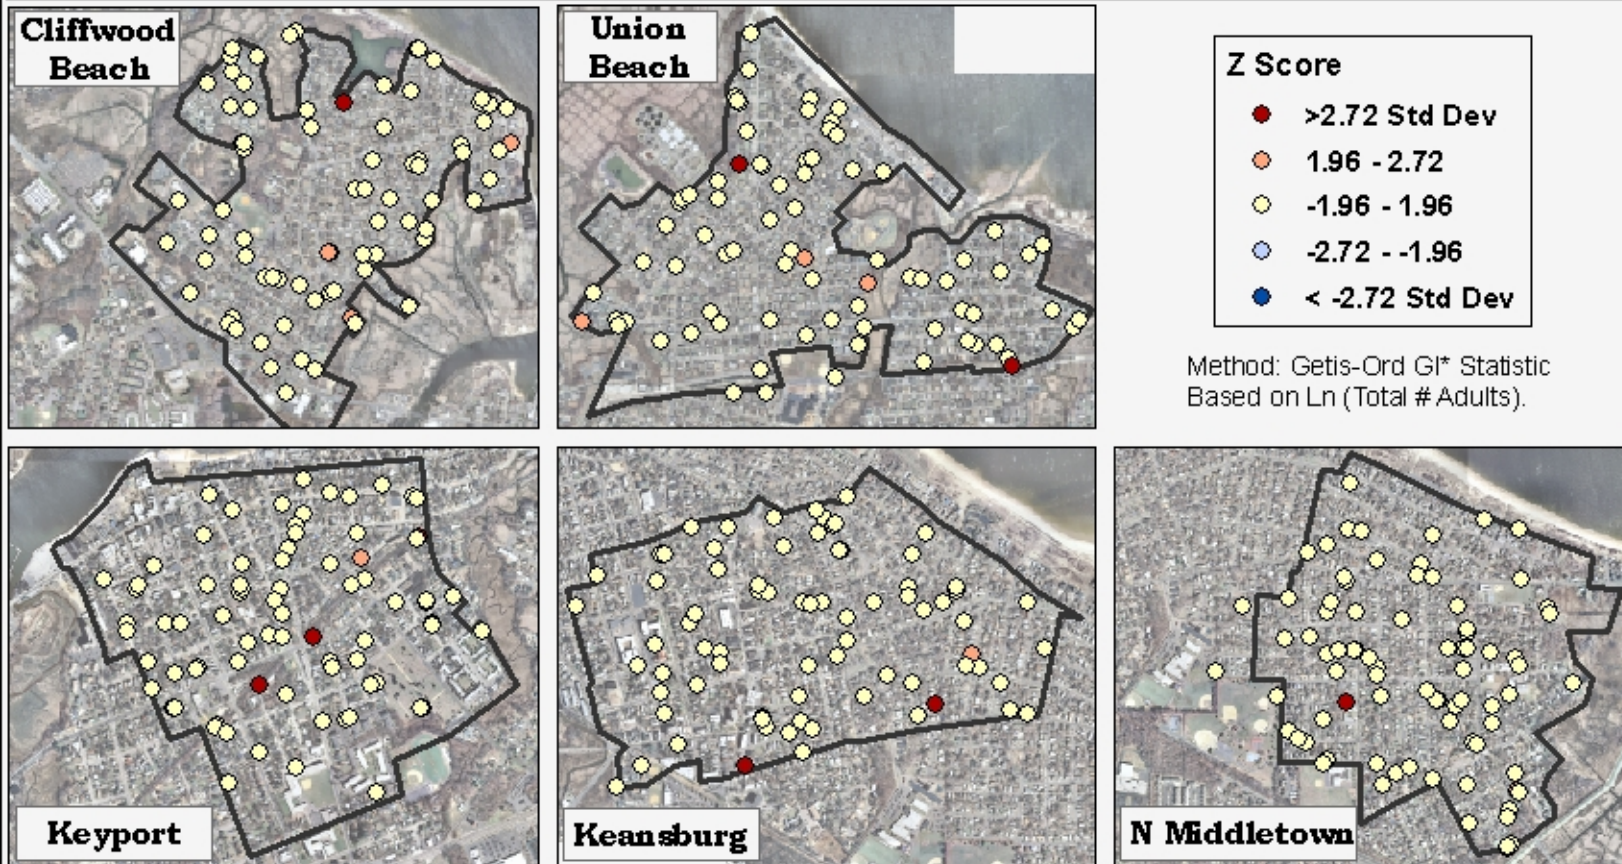 Cliffwood
Beach
Union
Beach
Z Score
>2.72 Std Dev
1.96 - 2.72
-1.96 - 1.96
-2.72 - -1.96
< -2.72 Std Dev
Method: Getis-Ord GI* Statistic
Based on Ln (Total # Adults).
Keyport
Keansburg
N Middletown